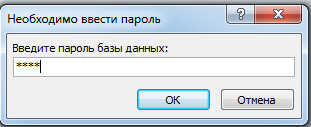 Необходимо ввести пароль
Введите пароль базы данных:
****
ОК
Отмена